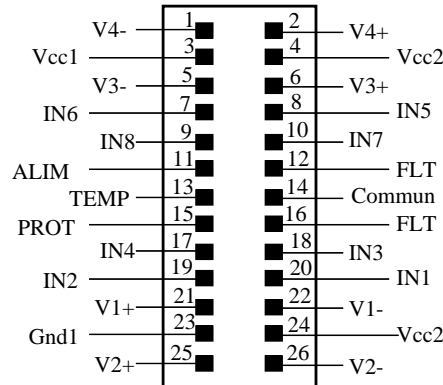 V4- 1 2 V4+
Vcc1 3 4 Vcc2
V3- 5 6 V3+
IN6 7 8 IN5
IN8 9 10 IN7
ALIM 11 12 FLT
TEMP 13 14 Commun
PROT 15 16 FLT
IN4 17 18 IN3
IN2 19 20 IN1
V1+ 21 22 V1-
Gnd1 23 24 Vcc2
V2+ 25 26 V2-